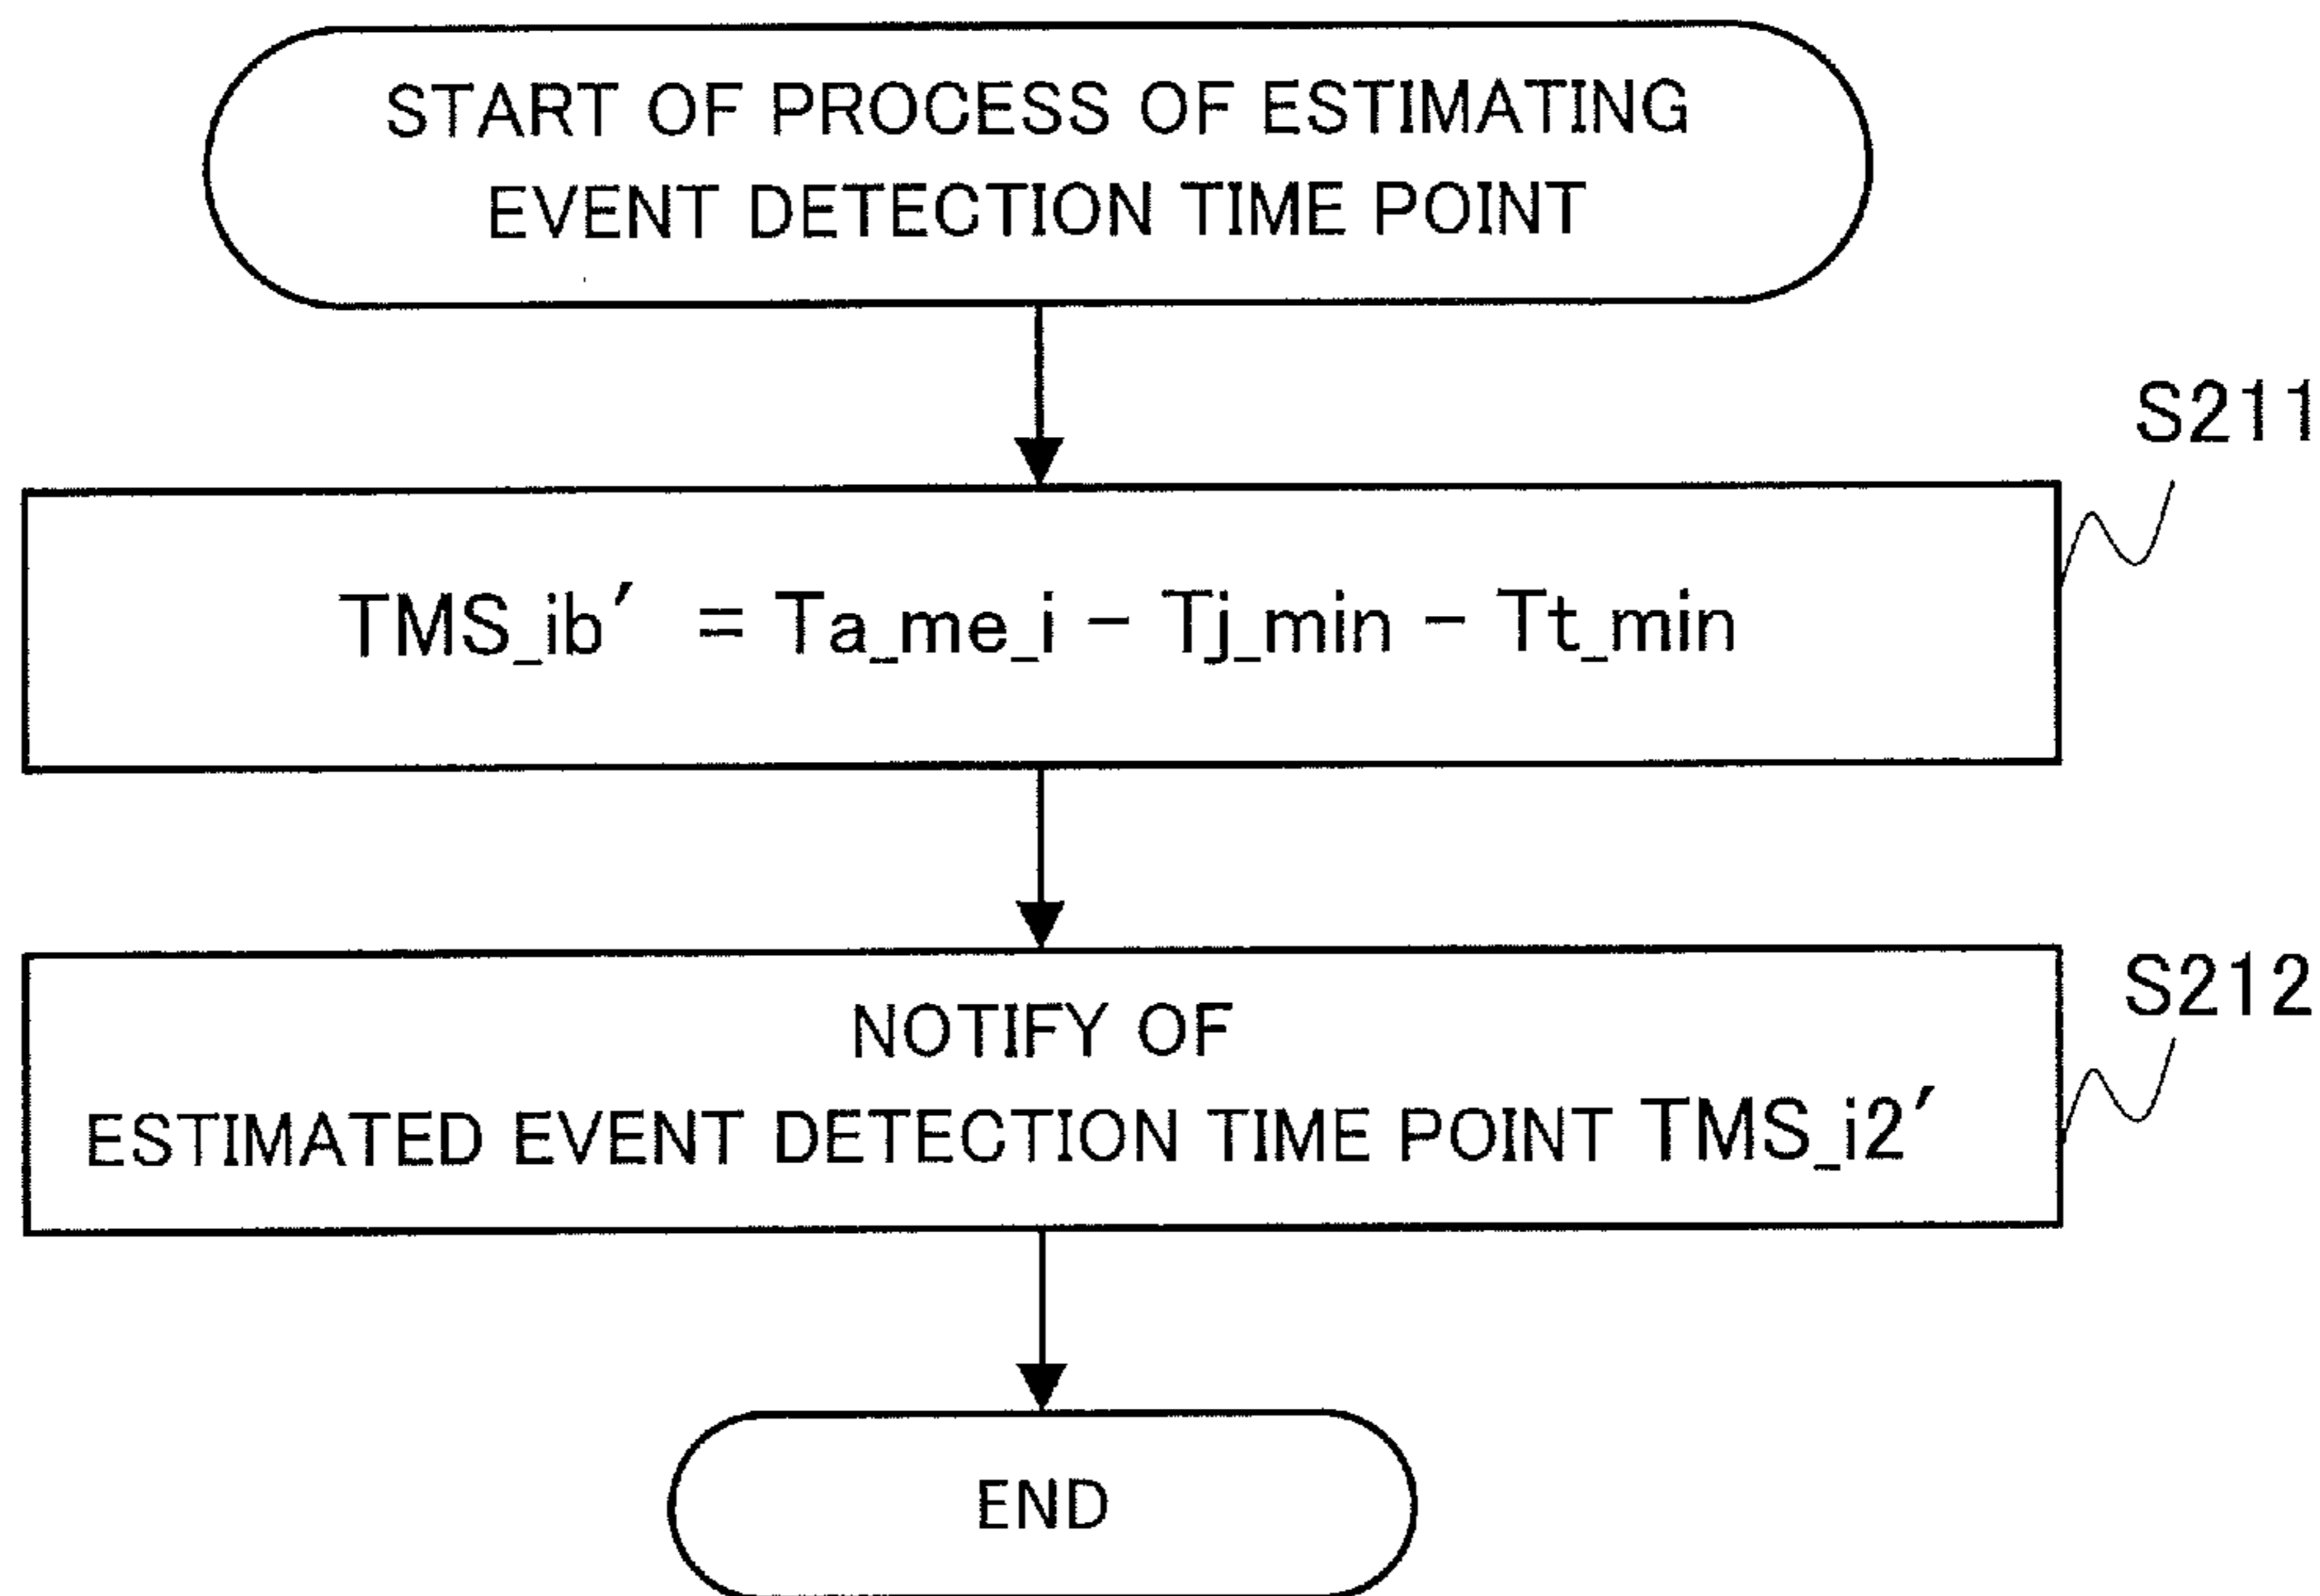 START OF PROCESS OF ESTIMATING
EVENT DETECTION TIME POINT
S211
TMS_ib′ = Ta_me_i − Tj_min − Tt_min
S212
NOTIFY OF
ESTIMATED EVENT DETECTION TIME POINT TMS_i2′
END